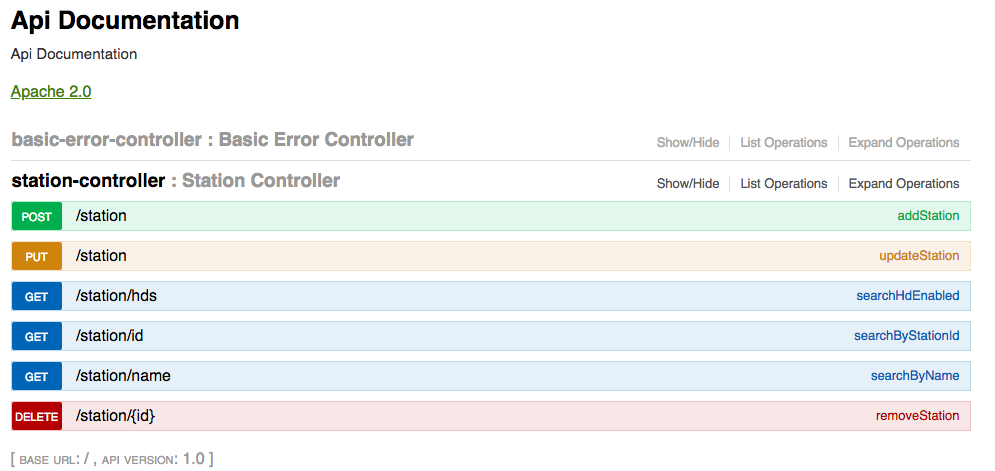 Api Documentation
Api Documentation
Apache 2.0
basic-error-controller : Basic Error Controller Show/Hide List Operations Expand Operations
station-controller : Station Controller Show/Hide List Operations Expand Operations
POST /station addStation
PUT /station updateStation
GET /station/hds searchHdEnabled
GET /station/id searchByStationId
GET /station/name searchByName
DELETE /station/{id} removeStation
[ BASE URL: / , API VERSION: 1.0 ]